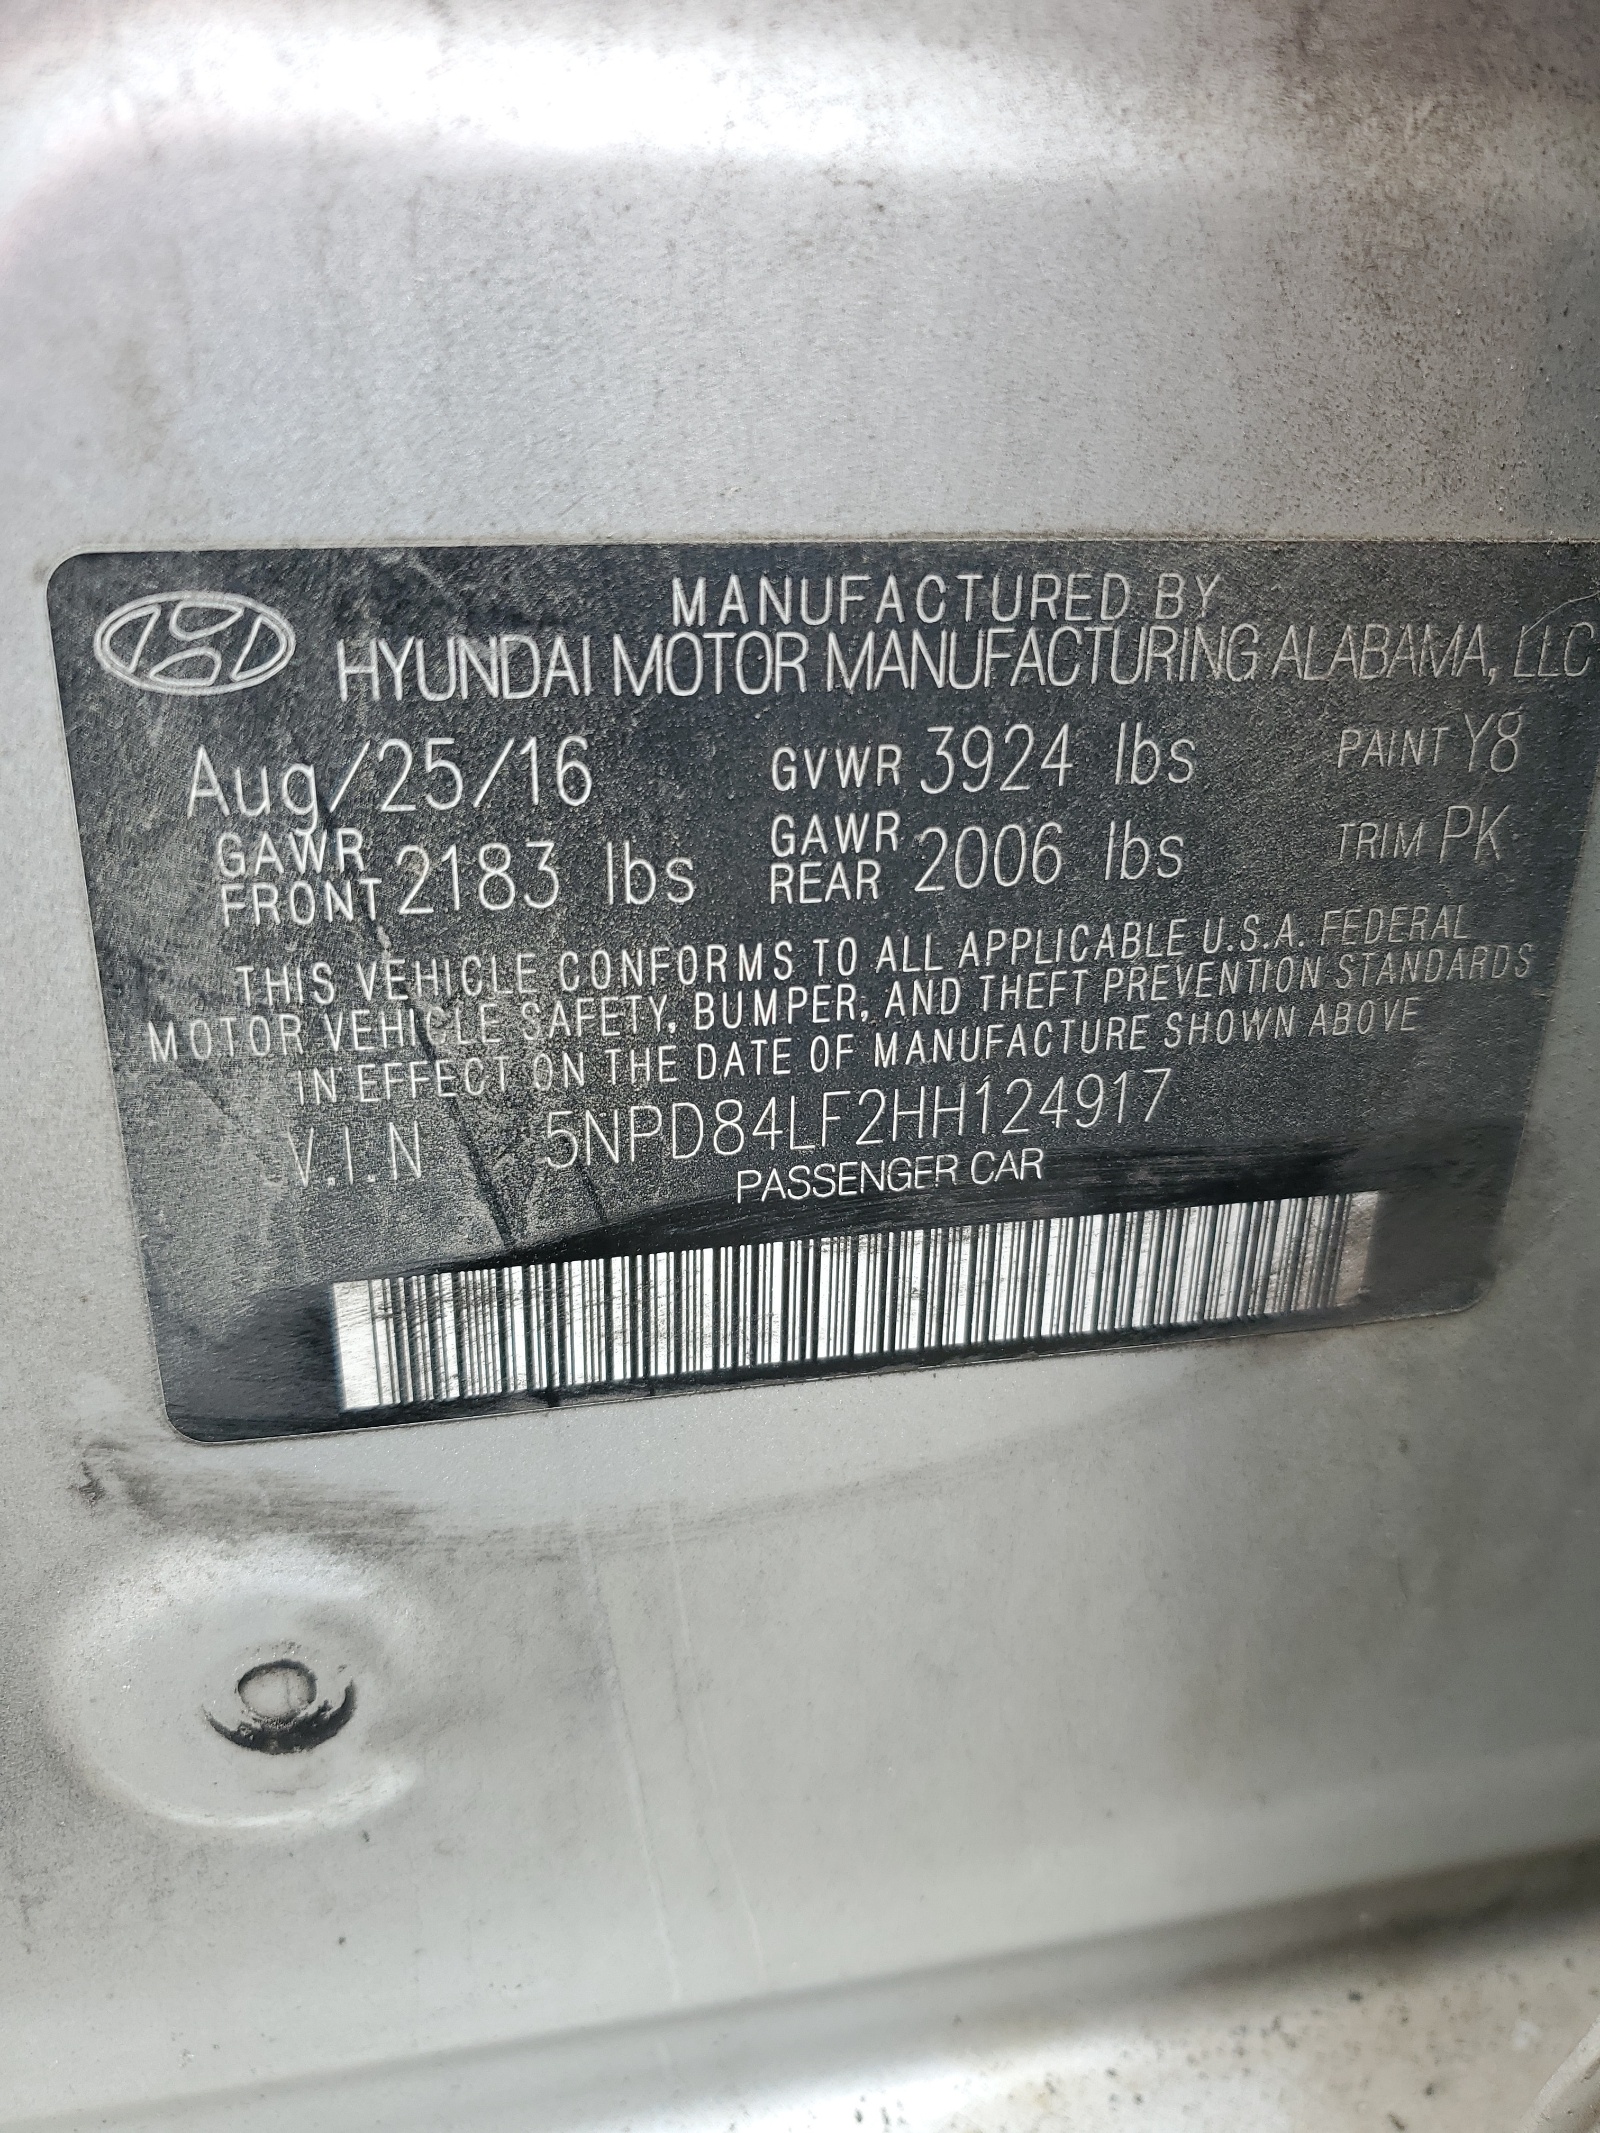 MANUFACTURED BY
HYUNDAI MOTOR MANUFACTURING ALABAMA, LLC
Aug/25/16 GVWR 3924 lbs PAINT Y8
GAWR FRONT 2183 lbs GAWR REAR 2006 lbs TRIM PK
THIS VEHICLE CONFORMS TO ALL APPLICABLE U.S.A. FEDERAL
MOTOR VEHICLE SAFETY, BUMPER, AND THEFT PREVENTION STANDARDS
IN EFFECT ON THE DATE OF MANUFACTURE SHOWN ABOVE
V.I.N 5NPD84LF2HH124917
PASSENGER CAR